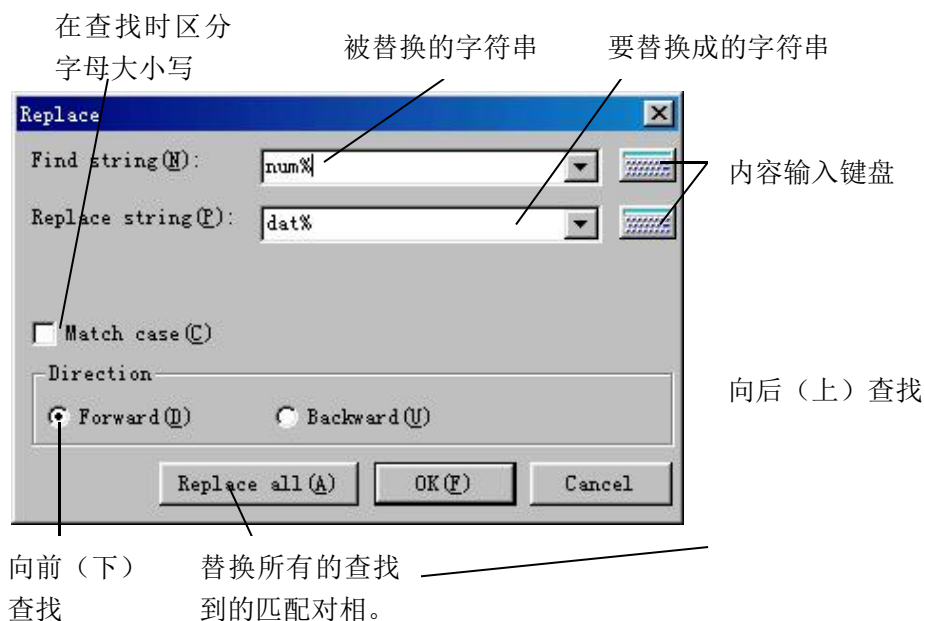 在查找时区分
字母大小写
被替换的字符串
要替换成的字符串
Replace
Find string(N):
num%
内容输入键盘
Replace string(P):
dat%
Match case(C)
Direction
Forward(D)
Backward(U)
向后（上）查找
Replace all(A)
OK(F)
Cancel
向前（下）
查找
替换所有的查找
到的匹配对相。